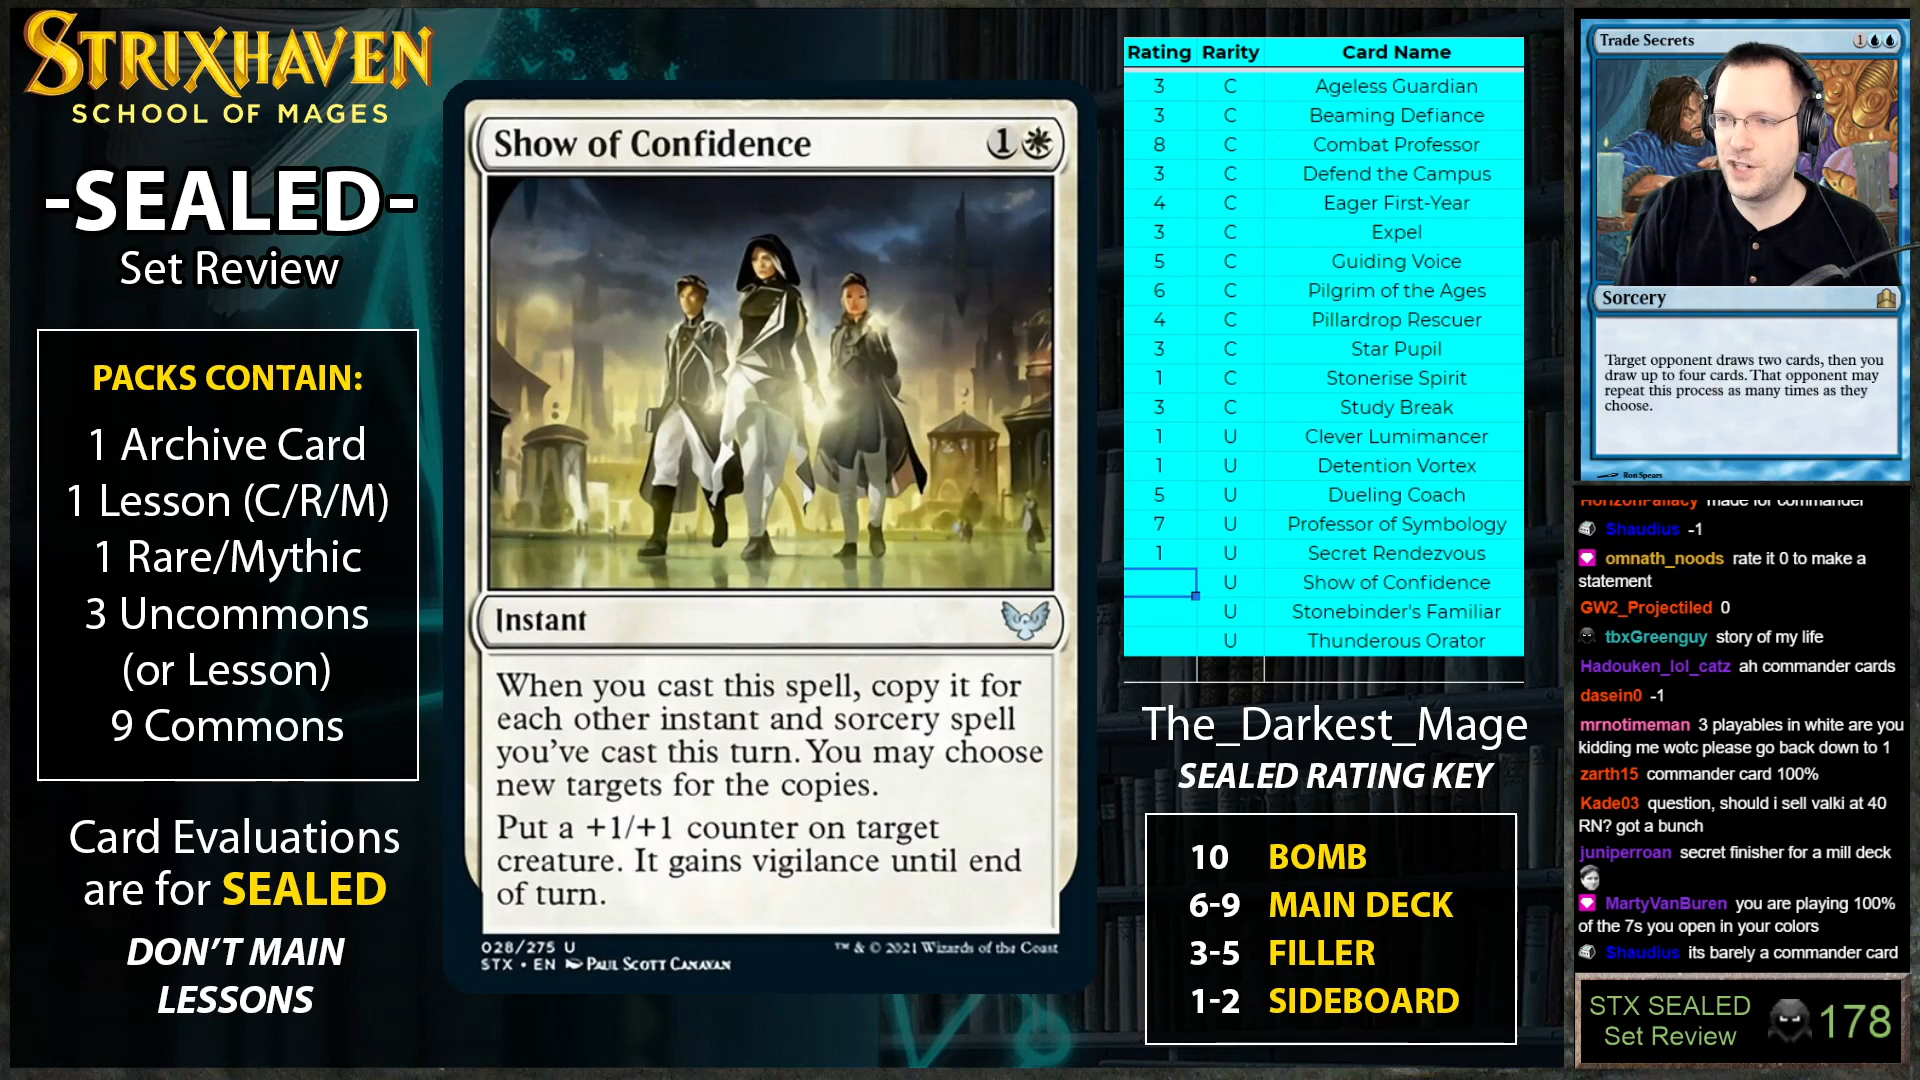 STRIXHAVEN
SCHOOL OF MAGES
-SEALED-
Set Review
PACKS CONTAIN:
1 Archive Card
1 Lesson (C/R/M)
1 Rare/Mythic
3 Uncommons
(or Lesson)
9 Commons
Card Evaluations
are for SEALED
DON'T MAIN
LESSONS
Show of Confidence 1
Instant
When you cast this spell, copy it for
each other instant and sorcery spell
you've cast this turn. You may choose
new targets for the copies.
Put a +1/+1 counter on target
creature. It gains vigilance until end
of turn.
028/275 U
™ & © 2021 Wizards of the Coast
STX • EN PAUL SCOTT CANAVAN
Rating Rarity Card Name
3 C Ageless Guardian
3 C Beaming Defiance
8 C Combat Professor
3 C Defend the Campus
4 C Eager First-Year
3 C Expel
5 C Guiding Voice
6 C Pilgrim of the Ages
4 C Pillardrop Rescuer
3 C Star Pupil
1 C Stonerise Spirit
3 C Study Break
1 U Clever Lumimancer
1 U Detention Vortex
5 U Dueling Coach
7 U Professor of Symbology
1 U Secret Rendezvous
U Show of Confidence
U Stonebinder's Familiar
U Thunderous Orator
The_Darkest_Mage
SEALED RATING KEY
10 BOMB
6-9 MAIN DECK
3-5 FILLER
1-2 SIDEBOARD
Trade Secrets 1
Sorcery
Target opponent draws two cards, then you
draw up to four cards. That opponent may
repeat this process as many times as they
choose.
Ron Spears
HorizonFallacy made for commander
Shaudius -1
omnath_noods rate it 0 to make a
statement
GW2_Projectiled 0
tbxGreenguy story of my life
Hadouken_lol_catz ah commander cards
dasein0 -1
mrnotimeman 3 playables in white are you
kidding me wotc please go back down to 1
zarth15 commander card 100%
Kade03 question, should i sell valki at 40
RN? got a bunch
juniperroan secret finisher for a mill deck
MartyVanBuren you are playing 100%
of the 7s you open in your colors
Shaudius its barely a commander card
STX SEALED
Set Review
178